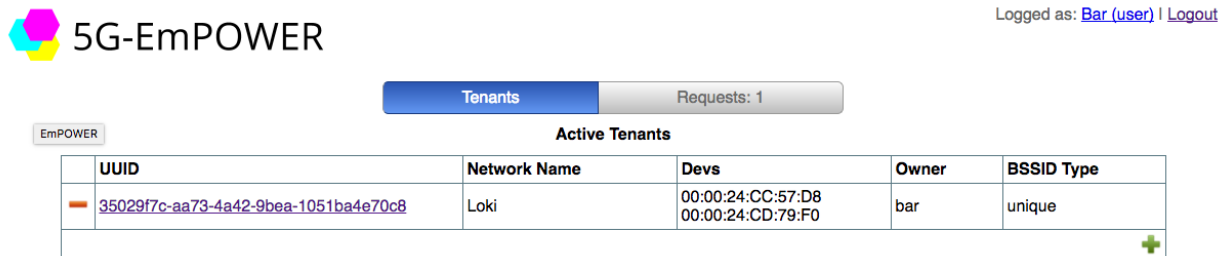 Logged as: Bar (user) | Logout
5G-EmPOWER
Tenants Requests: 1
EmPOWER
Active Tenants
UUID Network Name Devs Owner BSSID Type
35029f7c-aa73-4a42-9bea-1051ba4e70c8 Loki 00:00:24:CC:57:D8 bar unique
00:00:24:CD:79:F0